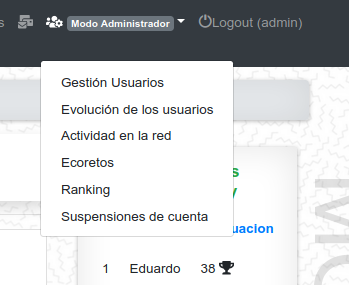 s Modo Administrador Logout (admin)
Gestión Usuarios
Evolución de los usuarios
Actividad en la red
Ecoretos
Ranking
Suspensiones de cuenta
s
y
uacion
1 Eduardo 38